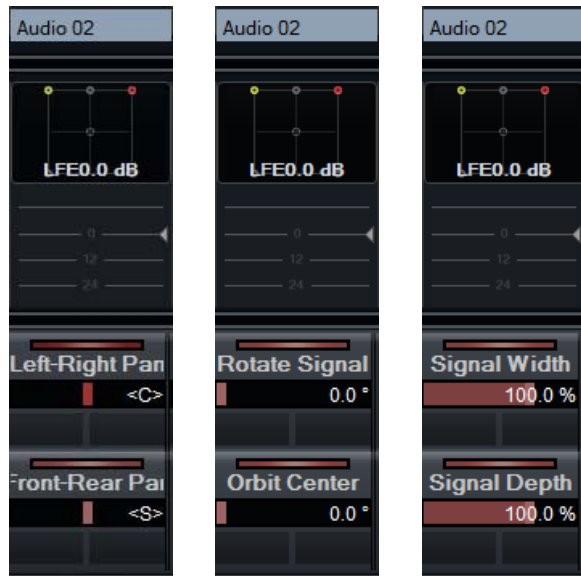 Audio 02
LFE0.0 dB
0
12
24
Left-Right Pan
<C>
Front-Rear Pa
<S>
Audio 02
LFE0.0 dB
0
12
24
Rotate Signal
0.0 °
Orbit Center
0.0 °
Audio 02
LFE0.0 dB
0
12
24
Signal Width
100.0 %
Signal Depth
100.0 %